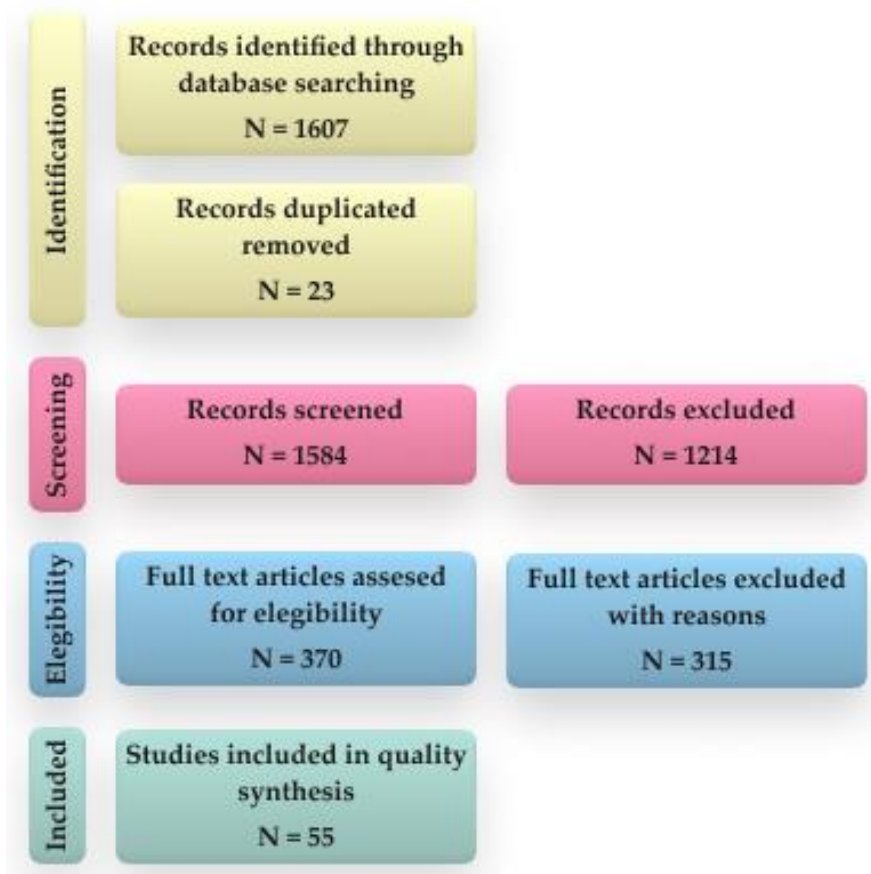 Identification
Records identified through
database searching
N = 1607
Records duplicated
removed
N = 23
Screening
Records screened
N = 1584
Records excluded
N = 1214
Elegibility
Full text articles assesed
for elegibility
N = 370
Full text articles excluded
with reasons
N = 315
Included
Studies included in quality
synthesis
N = 55